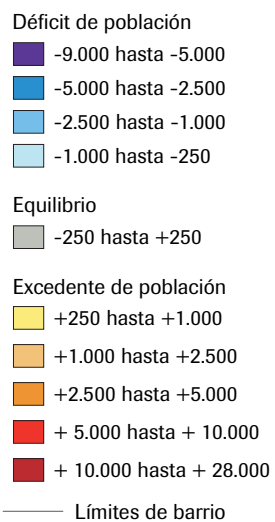 Déficit de población
-9.000 hasta -5.000
-5.000 hasta -2.500
-2.500 hasta -1.000
-1.000 hasta -250
Equilibrio
-250 hasta +250
Excedente de población
+250 hasta +1.000
+1.000 hasta +2.500
+2.500 hasta +5.000
+ 5.000 hasta + 10.000
+ 10.000 hasta + 28.000
Límites de barrio